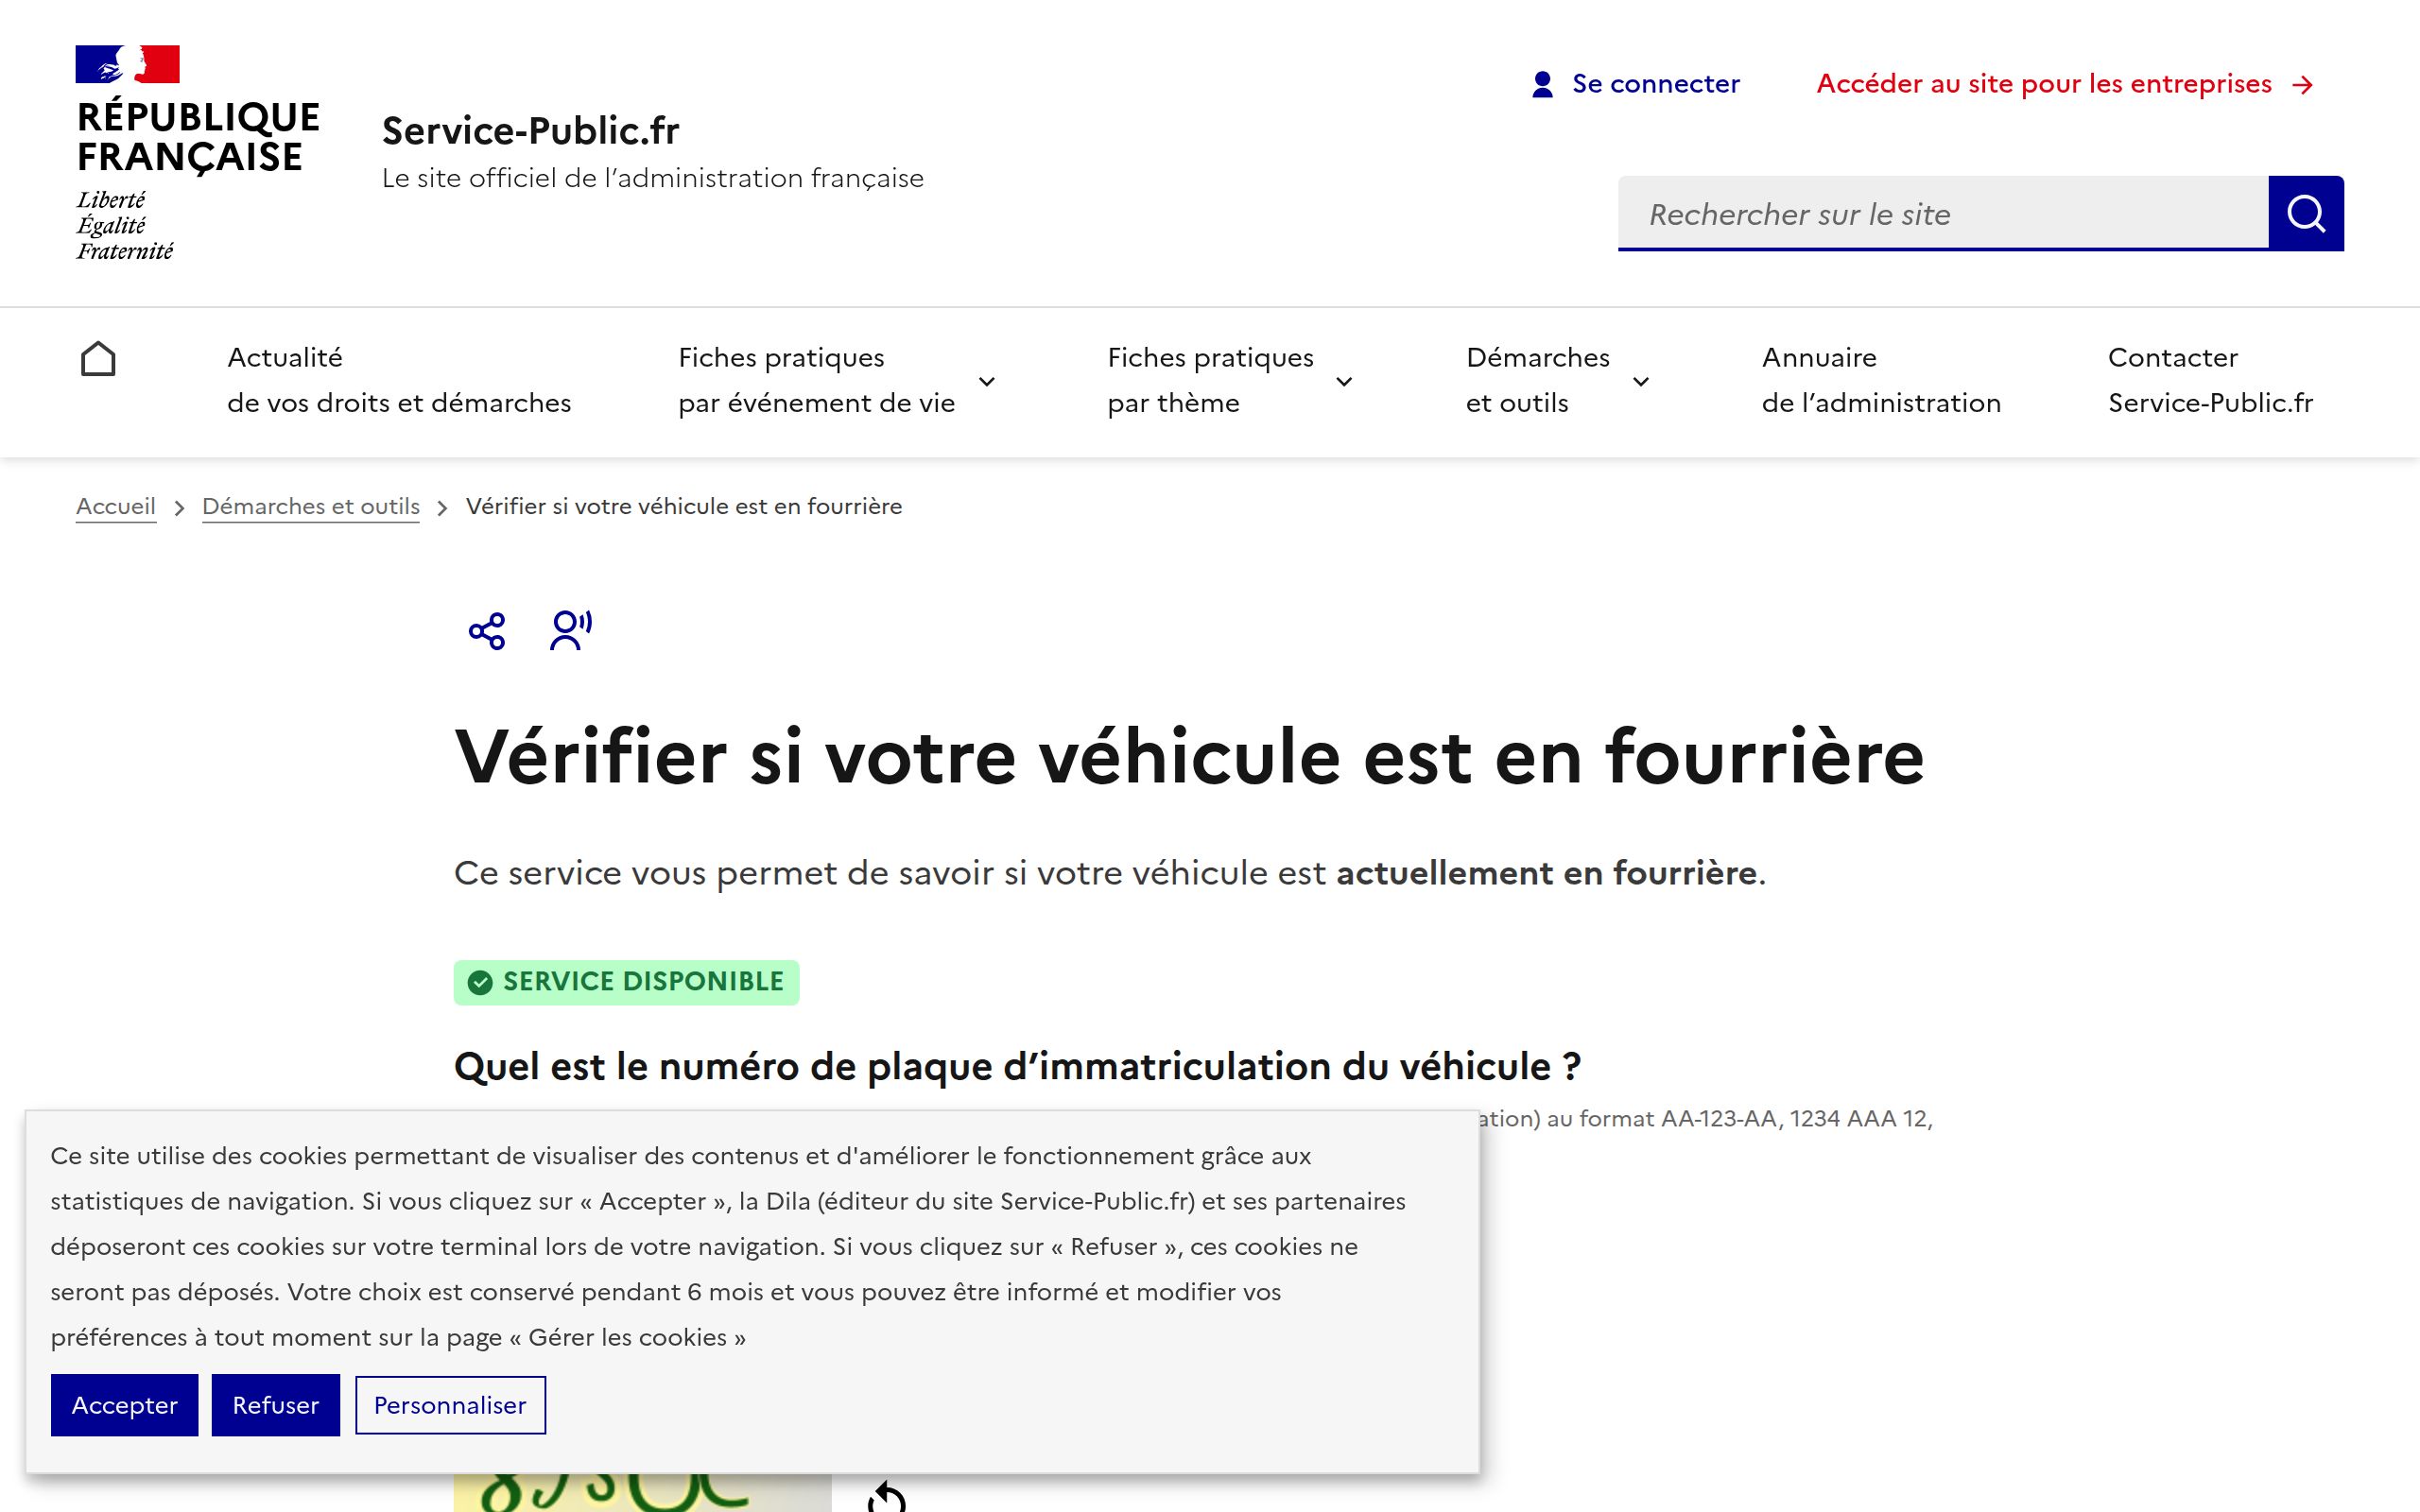 RÉPUBLIQUE
FRANÇAISE
Liberté
Égalité
Fraternité
Service-Public.fr
Le site officiel de l’administration française
Se connecter
Accéder au site pour les entreprises
Rechercher sur le site
Actualité
de vos droits et démarches
Fiches pratiques
par événement de vie
Fiches pratiques
par thème
Démarches
et outils
Annuaire
de l’administration
Contacter
Service-Public.fr
Accueil
Démarches et outils
Vérifier si votre véhicule est en fourrière
Vérifier si votre véhicule est en fourrière
Ce service vous permet de savoir si votre véhicule est actuellement en fourrière.
SERVICE DISPONIBLE
Quel est le numéro de plaque d’immatriculation du véhicule ?
au format AA-123-AA, 1234 AAA 12,
Ce site utilise des cookies permettant de visualiser des contenus et d'améliorer le fonctionnement grâce aux
statistiques de navigation. Si vous cliquez sur « Accepter », la Dila (éditeur du site Service-Public.fr) et ses partenaires
déposeront ces cookies sur votre terminal lors de votre navigation. Si vous cliquez sur « Refuser », ces cookies ne
seront pas déposés. Votre choix est conservé pendant 6 mois et vous pouvez être informé et modifier vos
préférences à tout moment sur la page « Gérer les cookies »
Accepter
Refuser
Personnaliser